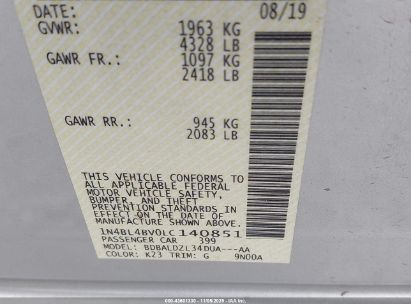 DATE: 08/19
GVWR: 1963 KG
4328 LB
GAWR FR.: 1097 KG
2418 LB
GAWR RR.: 945 KG
2083 LB
THIS VEHICLE CONFORMS TO
ALL APPLICABLE FEDERAL
MOTOR VEHICLE SAFETY,
BUMPER, AND THEFT
PREVENTION STANDARDS IN
EFFECT ON THE DATE OF
MANUFACTURE SHOWN ABOVE.
1N4BL4BV0LC140851
PASSENGER CAR 399
MODEL: BDBALDZL34DUA---AA
COLOR: K23 TRIM: G 9N00A